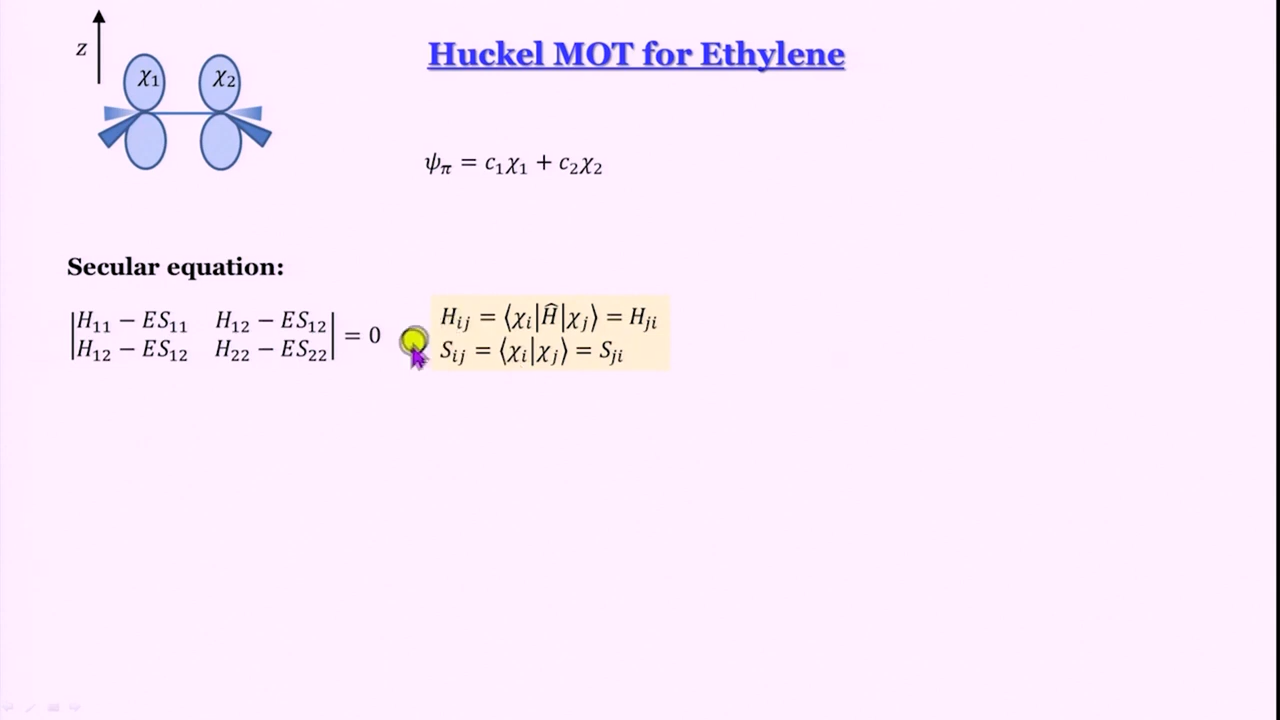 Huckel MOT for Ethylene
z
χ₁ χ₂
ψ_π = c₁χ₁ + c₂χ₂
Secular equation:
|H₁₁ − ES₁₁ H₁₂ − ES₁₂|
|H₁₂ − ES₁₂ H₂₂ − ES₂₂| = 0
H_ij = ⟨χ_i|Ĥ|χ_j⟩ = H_ji
S_ij = ⟨χ_i|χ_j⟩ = S_ji